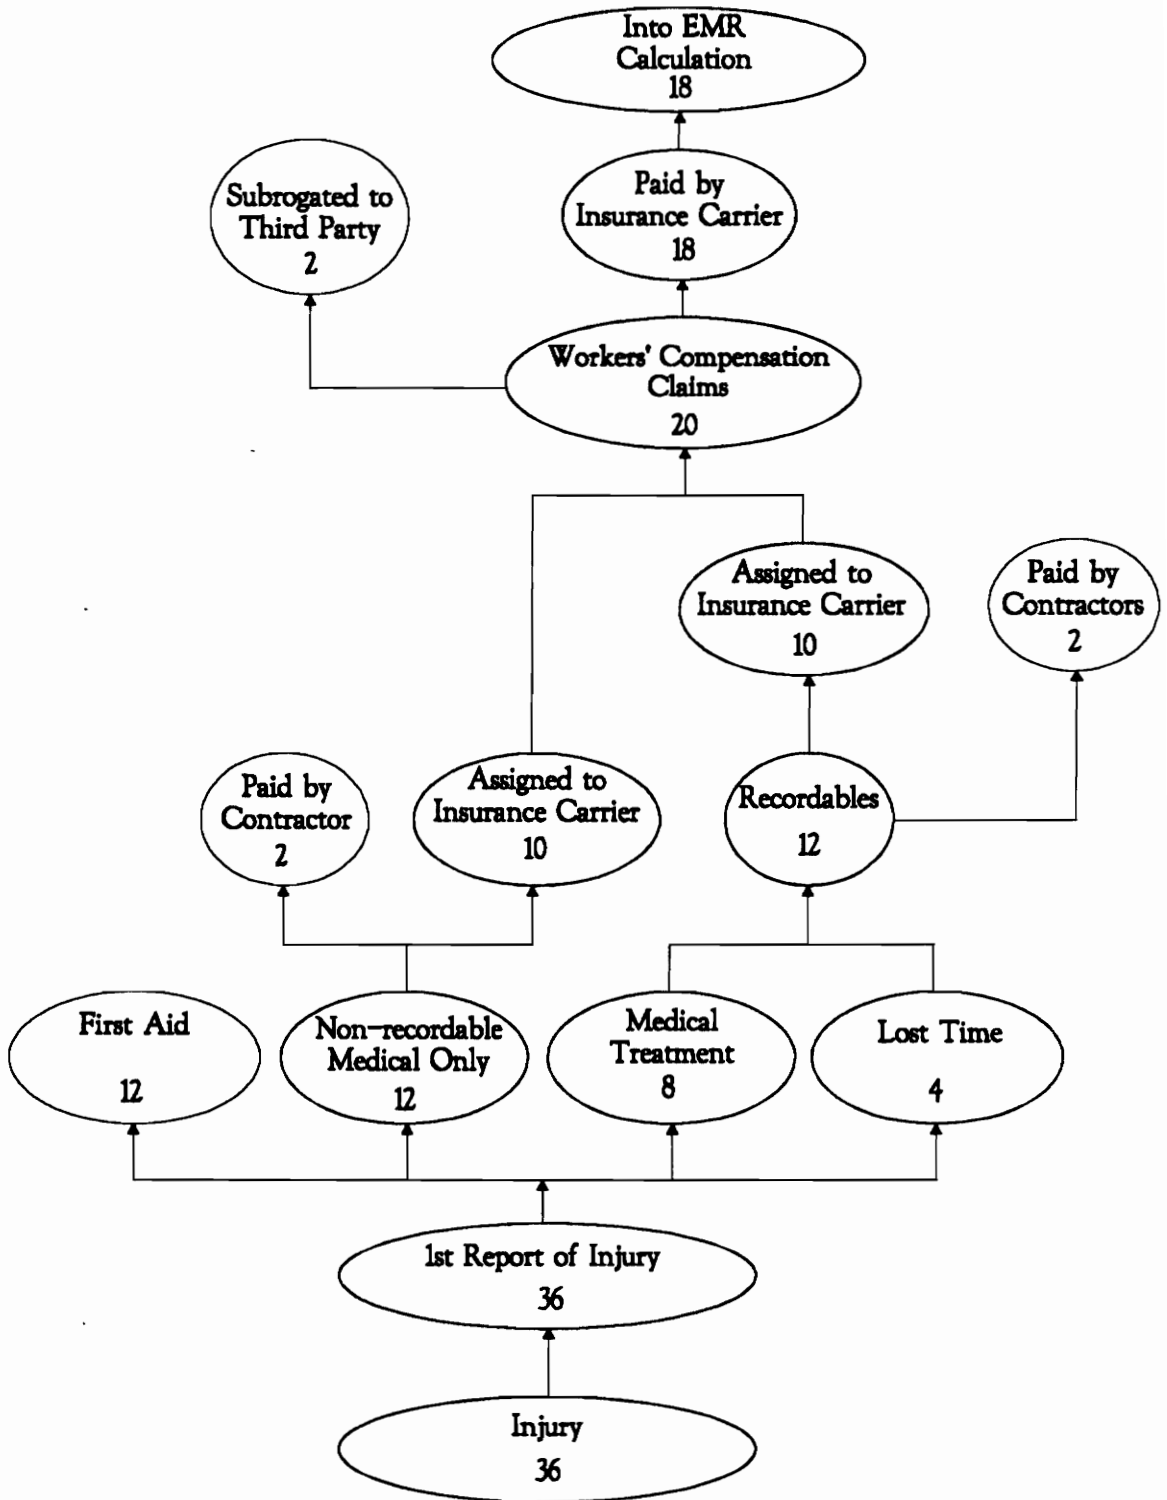 Into EMR
Calculation
18
Subrogated to
Third Party
2
Paid by
Insurance Carrier
18
Workers' Compensation
Claims
20
Assigned to
Insurance Carrier
10
Paid by
Contractors
2
Paid by
Contractor
2
Assigned to
Insurance Carrier
10
Recordables
12
First Aid
12
Non-recordable
Medical Only
12
Medical
Treatment
8
Lost Time
4
1st Report of Injury
36
Injury
36